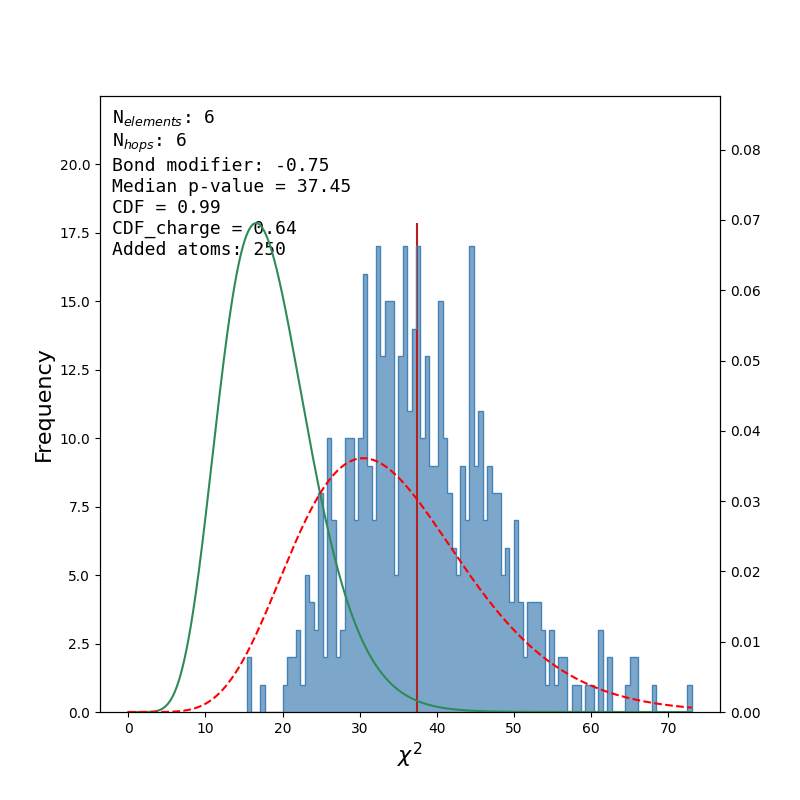 N_elements: 6
N_hops: 6
Bond modifier: -0.75
Median p-value = 37.45
CDF = 0.99
CDF_charge = 0.64
Added atoms: 250
Frequency
20.0
17.5
15.0
12.5
10.0
7.5
5.0
2.5
0.0
0.08
0.07
0.06
0.05
0.04
0.03
0.02
0.01
0.00
0 10 20 30 40 50 60 70
χ²